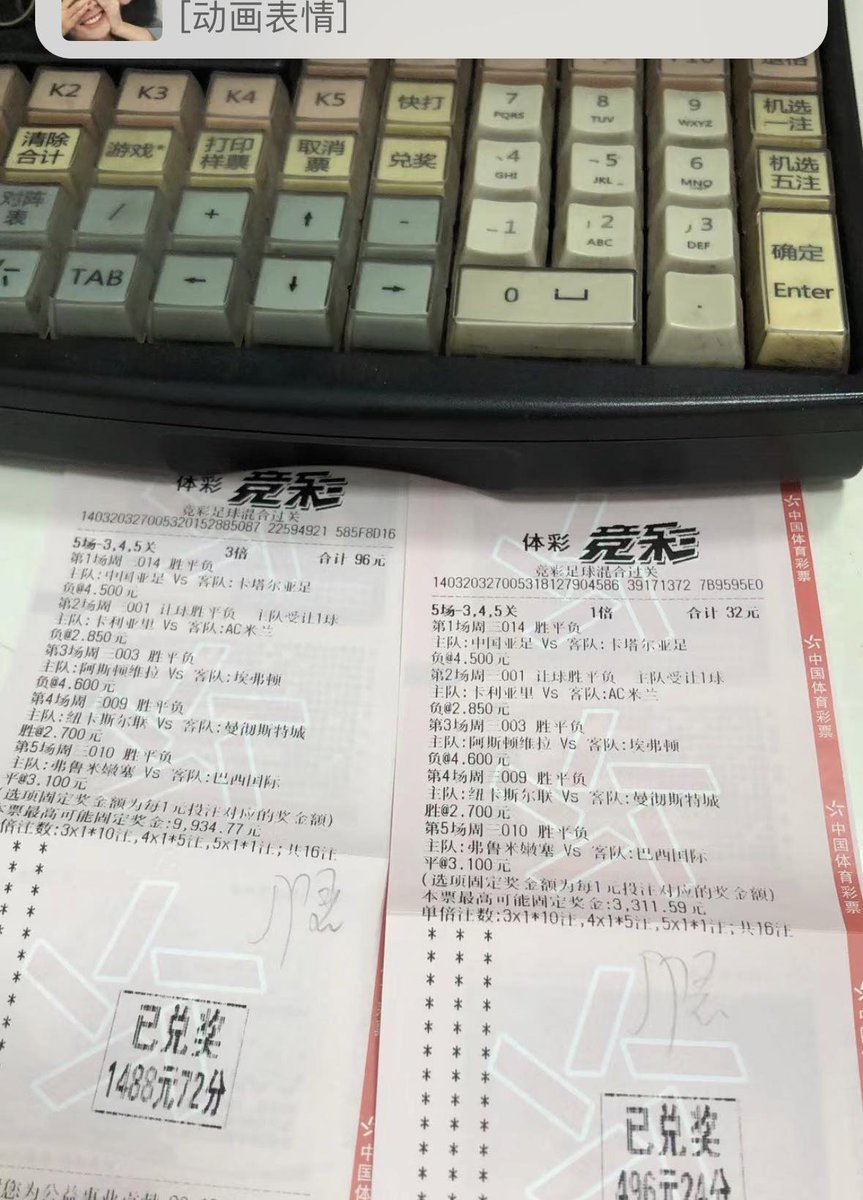 [动画表情]
K2 K3 K4 K5 快打 7 PQRS 8 TUV 9 WXYZ 机选一注
清除合计 游戏* 打印样票 取消票 兑奖 、4 GHI ¬5 JKL 6 MNO 机选五注
对阵表 / + ↑ - 1 2 ABC 3 DEF 确定 Enter
TAB ← ↓ → 0 .
体彩 竞彩
竞彩足球混合过关
140320327005320152885087 22594921 585F8D16
5场-3,4,5关 3倍 合计 96元
第1场周三014 胜平负
主队:中国亚足 Vs 客队:卡塔尔亚足
负@4.500元
第2场周三001 让球胜平负 主队受让1球
主队:卡利亚里 Vs 客队:AC米兰
负@2.850元
第3场周三003 胜平负
主队:阿斯顿维拉 Vs 客队:埃弗顿
负@4.600元
第4场周三009 胜平负
主队:纽卡斯尔联 Vs 客队:曼彻斯特城
胜@2.700元
第5场周三010 胜平负
主队:弗鲁米嫩塞 Vs 客队:巴西国际
平@3.100元
(选项固定奖金额为每1元投注对应的奖金额)
本票最高可能固定奖金:9,934.77元
单倍注数:3x1*10注,4x1*5注,5x1*1注;共16注
已兑奖
1488元72分
体彩 竞彩
竞彩足球混合过关
140320327005318127904586 39171372 7B9595E0
5场-3,4,5关 1倍 合计 32元
第1场周三014 胜平负
主队:中国亚足 Vs 客队:卡塔尔亚足
负@4.500元
第2场周三001 让球胜平负 主队受让1球
主队:卡利亚里 Vs 客队:AC米兰
负@2.850元
第3场周三003 胜平负
主队:阿斯顿维拉 Vs 客队:埃弗顿
负@4.600元
第4场周三009 胜平负
主队:纽卡斯尔联 Vs 客队:曼彻斯特城
胜@2.700元
第5场周三010 胜平负
主队:弗鲁米嫩塞 Vs 客队:巴西国际
平@3.100元
(选项固定奖金额为每1元投注对应的奖金额)
本票最高可能固定奖金:3,311.59元
单倍注数:3x1*10注,4x1*5注,5x1*1注;共16注
已兑奖
496元24分
中国体育彩票
中国体育彩票
中国体育彩票